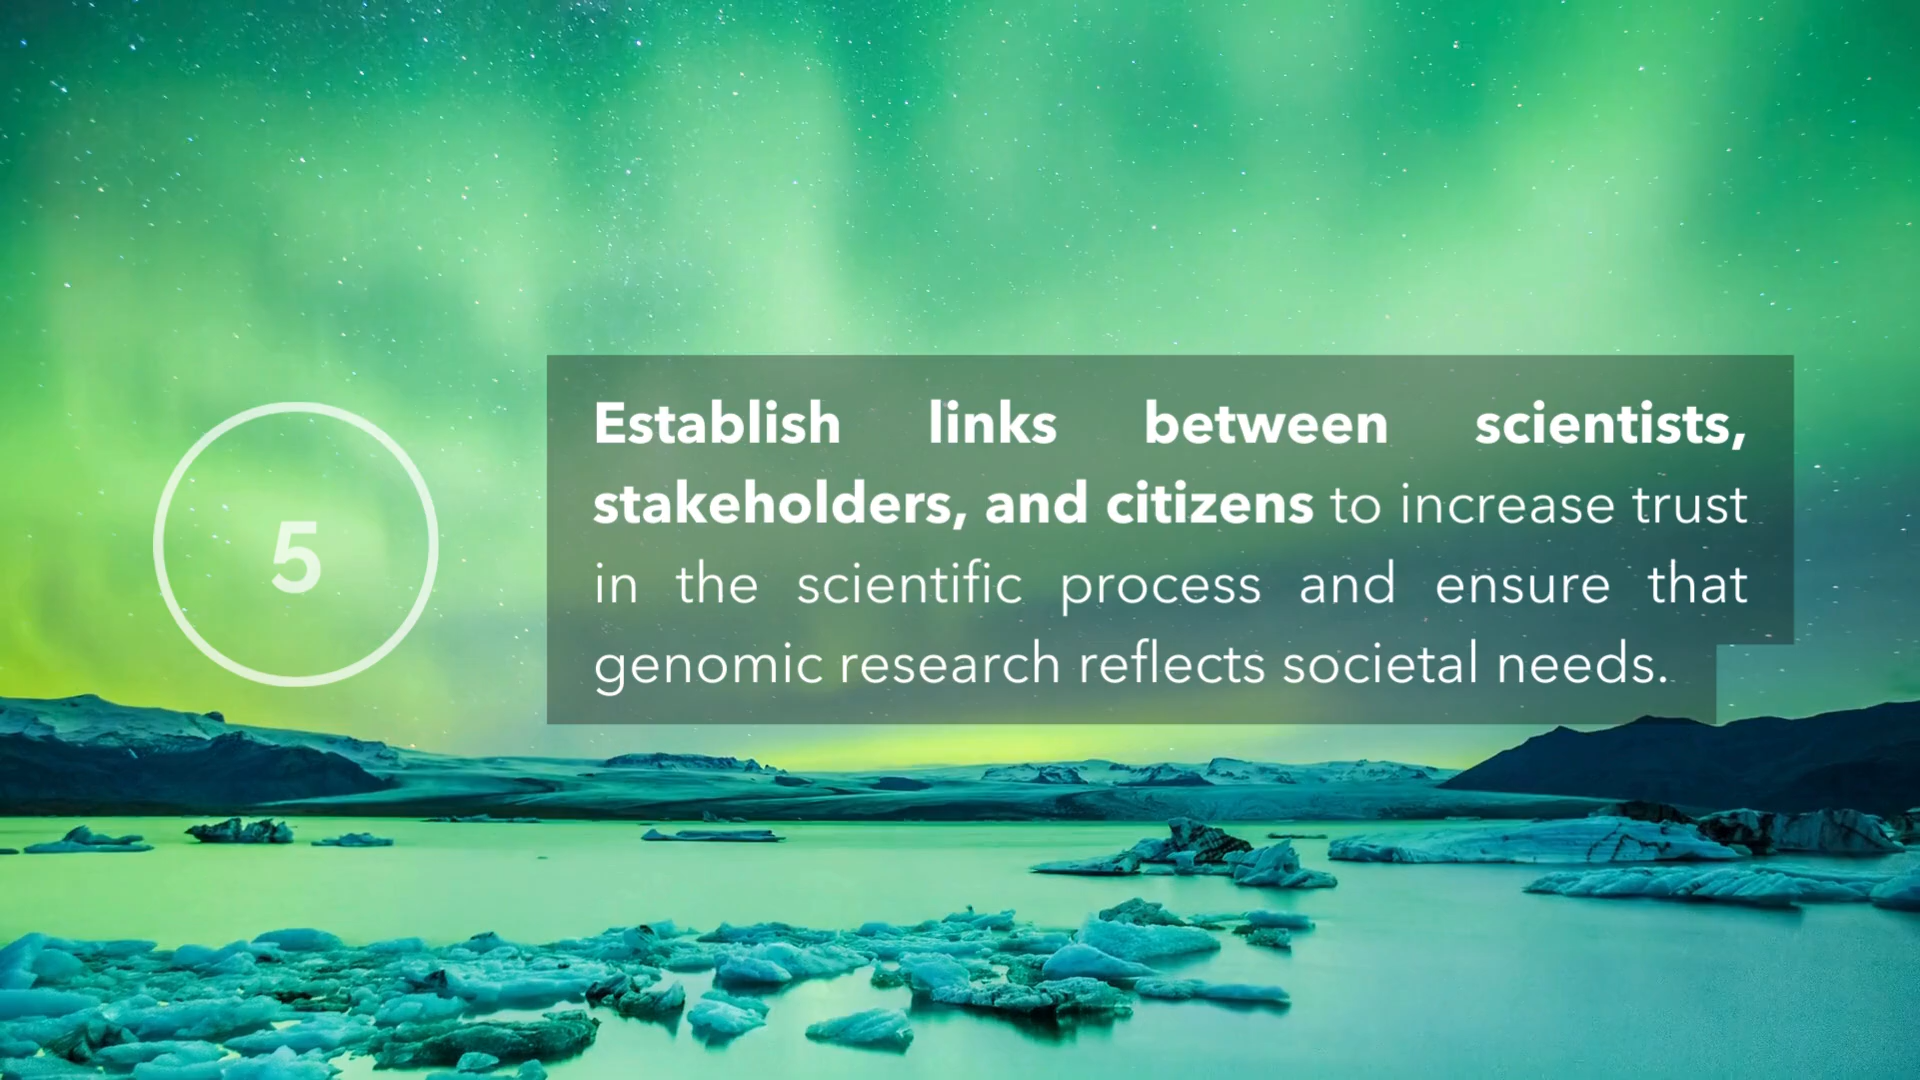 5
Establish links between scientists,
stakeholders, and citizens to increase trust
in the scientific process and ensure that
genomic research reflects societal needs.